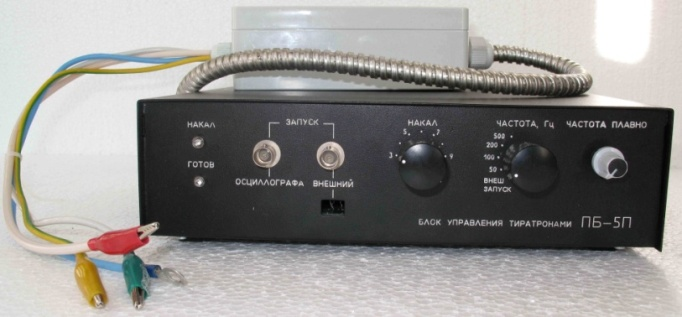 НАКАЛ
ГОТОВ
ЗАПУСК
ОСЦИЛЛОГРАФА
ВНЕШНИЙ
НАКАЛ
3
5
7
ЧАСТОТА, Гц
500
200
100
50
ВНЕШ
ЗАПУСК
ЧАСТОТА ПЛАВНО
БЛОК УПРАВЛЕНИЯ ТИРАТРОНАМИ ПБ-5П